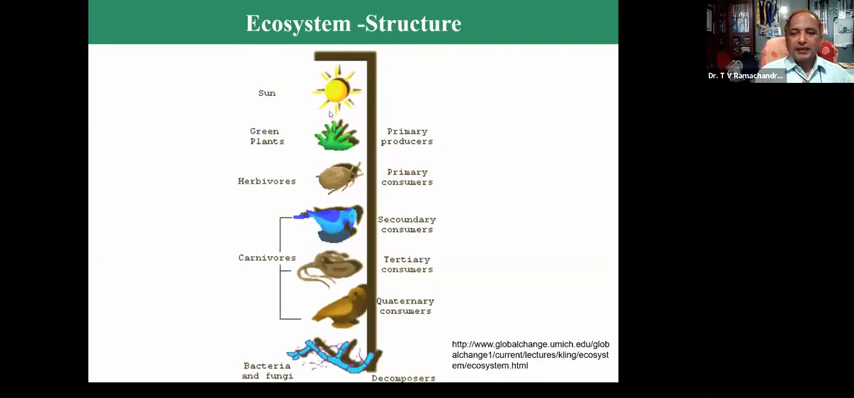 Ecosystem -Structure
Dr. T V Ramachandr...
Sun
Green
Plants
Primary
producers
Herbivores
Primary
consumers
Secoundary
consumers
Carnivores
Tertiary
consumers
Quaternary
consumers
http://www.globalchange.umich.edu/glob
alchange1/current/lectures/kling/ecosyst
em/ecosystem.html
Bacteria
and fungi
Decomposers